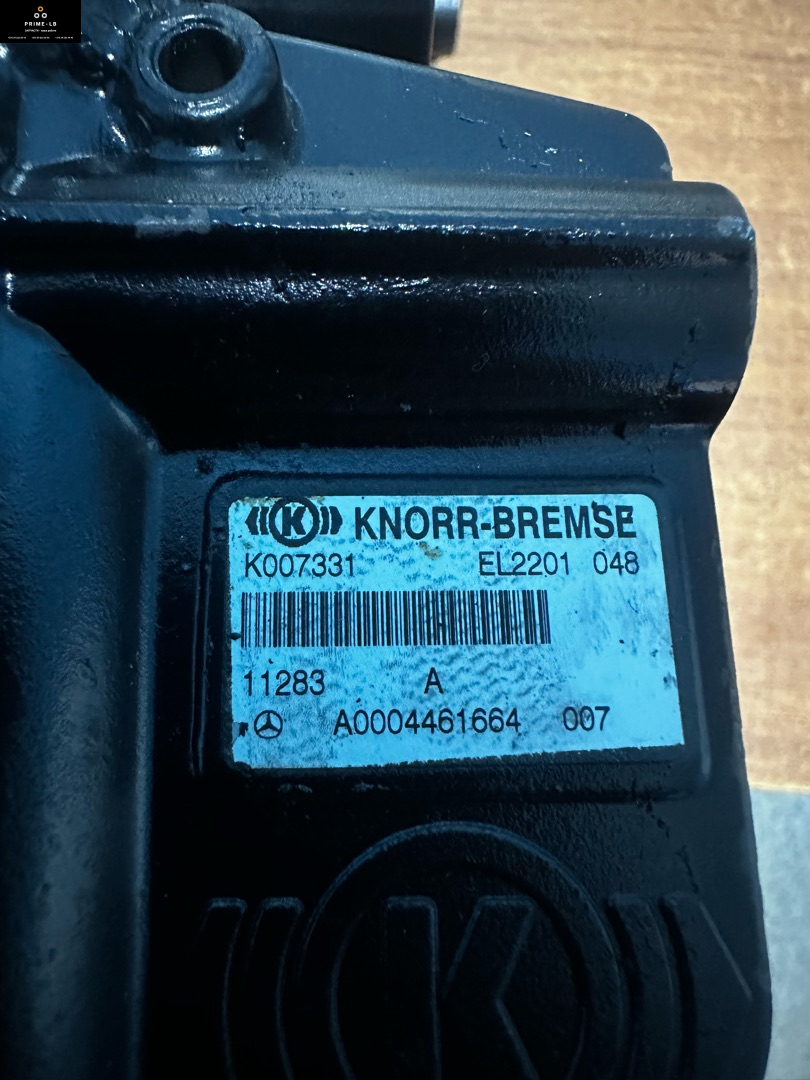 PRIME-LB
KNORR-BREMSE
K007331 EL2201 048
11283 A
A0004461664 007
K